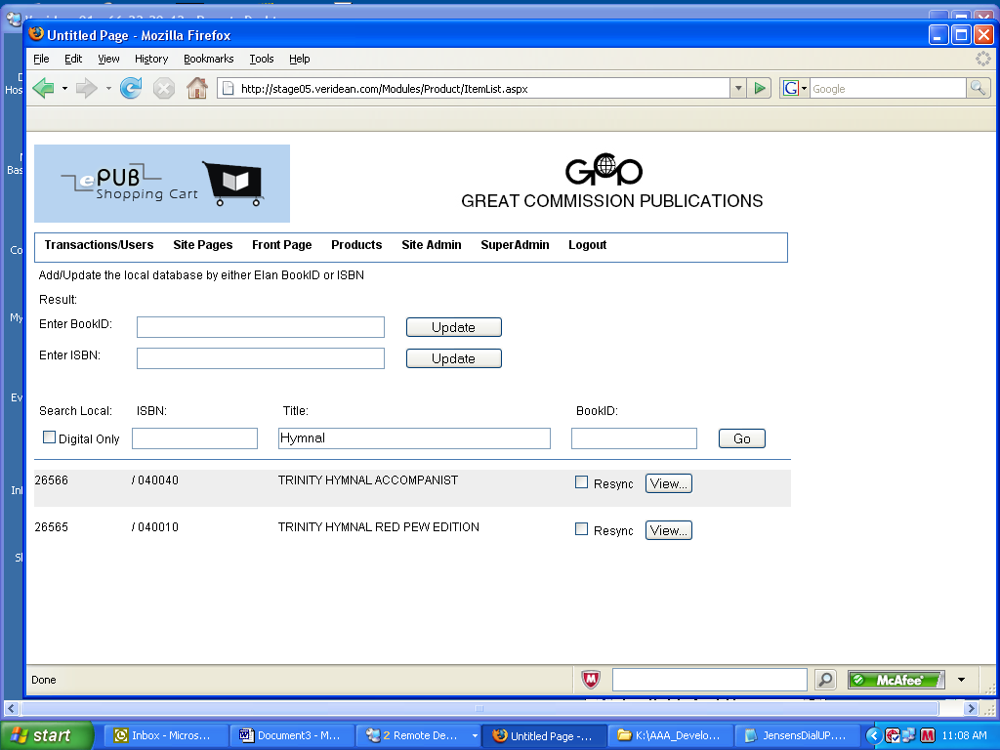 Untitled Page - Mozilla Firefox
File Edit View History Bookmarks Tools Help
http://stage05.veridean.com/Modules/Product/ItemList.aspx
G Google
ePUB
Shopping Cart
GCP
GREAT COMMISSION PUBLICATIONS
Transactions/Users Site Pages Front Page Products Site Admin SuperAdmin Logout
Add/Update the local database by either Elan BookID or ISBN
Result:
Enter BookID: Update
Enter ISBN: Update
Search Local: ISBN: Title: BookID:
Digital Only Hymnal Go
26566 / 040040 TRINITY HYMNAL ACCOMPANIST Resync View...
26565 / 040010 TRINITY HYMNAL RED PEW EDITION Resync View...
Done McAfee
start Inbox - Micros... Document3 - M... 2 Remote De... Untitled Page -... K:\AAA_Develo... JensensDialUP.... 11:08 AM